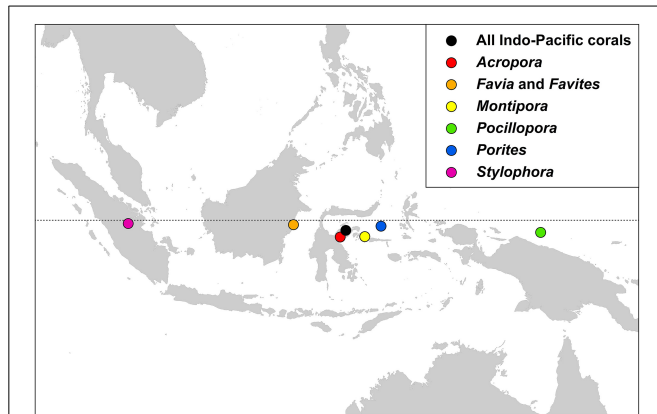 All Indo-Pacific corals
Acropora
Favia and Favites
Montipora
Pocillopora
Porites
Stylophora